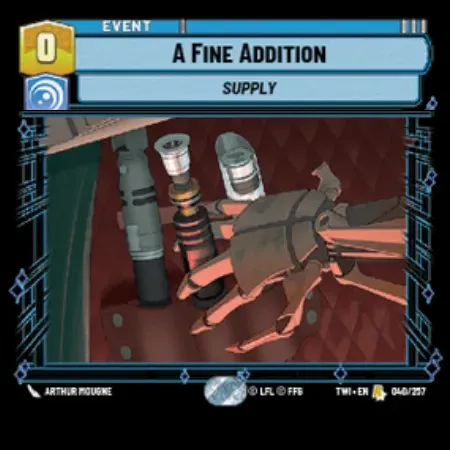 EVENT
0
A FINE ADDITION
SUPPLY
ARTHUR MOUGNE © LFL © FFG TWI • EN 040/257